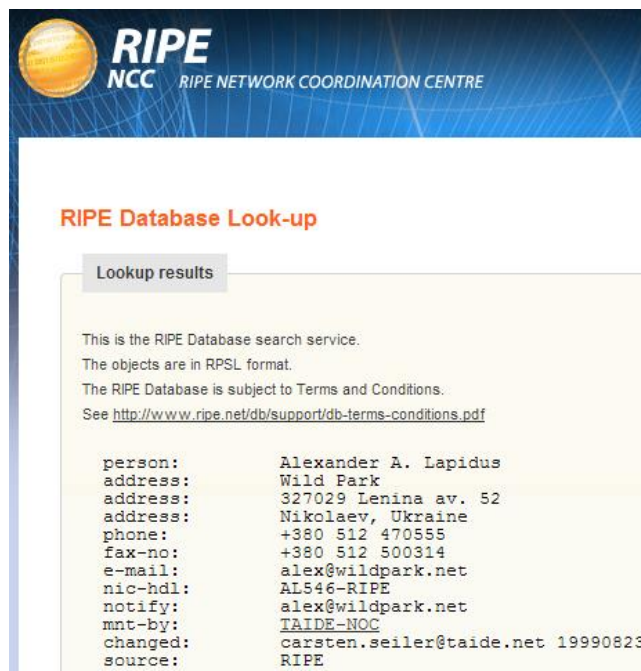 RIPE
NCC RIPE NETWORK COORDINATION CENTRE
RIPE Database Look-up
Lookup results
This is the RIPE Database search service.
The objects are in RPSL format.
The RIPE Database is subject to Terms and Conditions.
See http://www.ripe.net/db/support/db-terms-conditions.pdf
person: Alexander A. Lapidus
address: Wild Park
address: 327029 Lenina av. 52
address: Nikolaev, Ukraine
phone: +380 512 470555
fax-no: +380 512 500314
e-mail: alex@wildpark.net
nic-hdl: AL546-RIPE
notify: alex@wildpark.net
mnt-by: TAIDE-NOC
changed: carsten.seiler@taide.net 19990823
source: RIPE